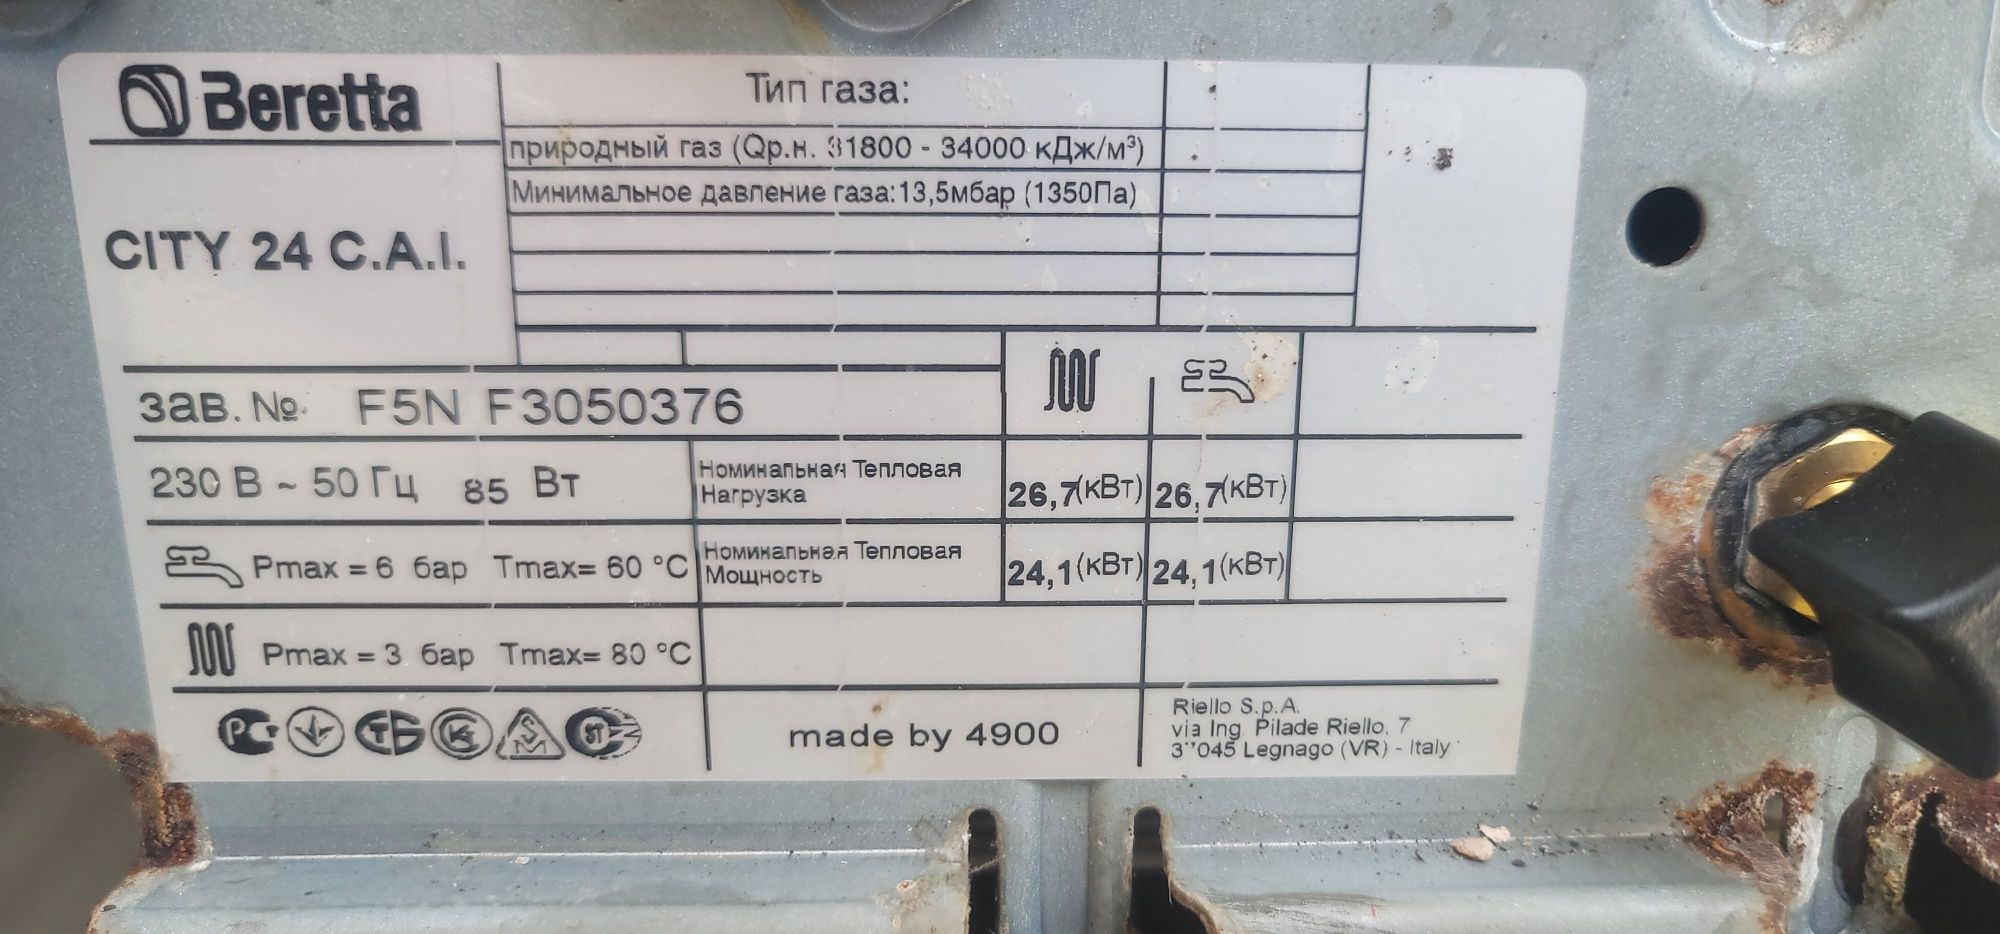 Beretta
CITY 24 C.A.I.
Тип газа:
природный газ (Qр.н. 31800 - 34000 кДж/м³)
Минимальное давление газа:13,5мбар (1350Па)
зав. № F5N F3050376
230 В ~ 50 Гц 85 Вт
Номинальная Тепловая
Нагрузка
26,7(кВт) 26,7(кВт)
Pmax = 6 бар Tmax= 60 °C
Номинальная Тепловая
Мощность
24,1(кВт) 24,1(кВт)
Pmax = 3 бар Tmax= 80 °C
made by 4900
Riello S.p.A.
via Ing. Pilade Riello, 7
Legnago (VR) - Italy